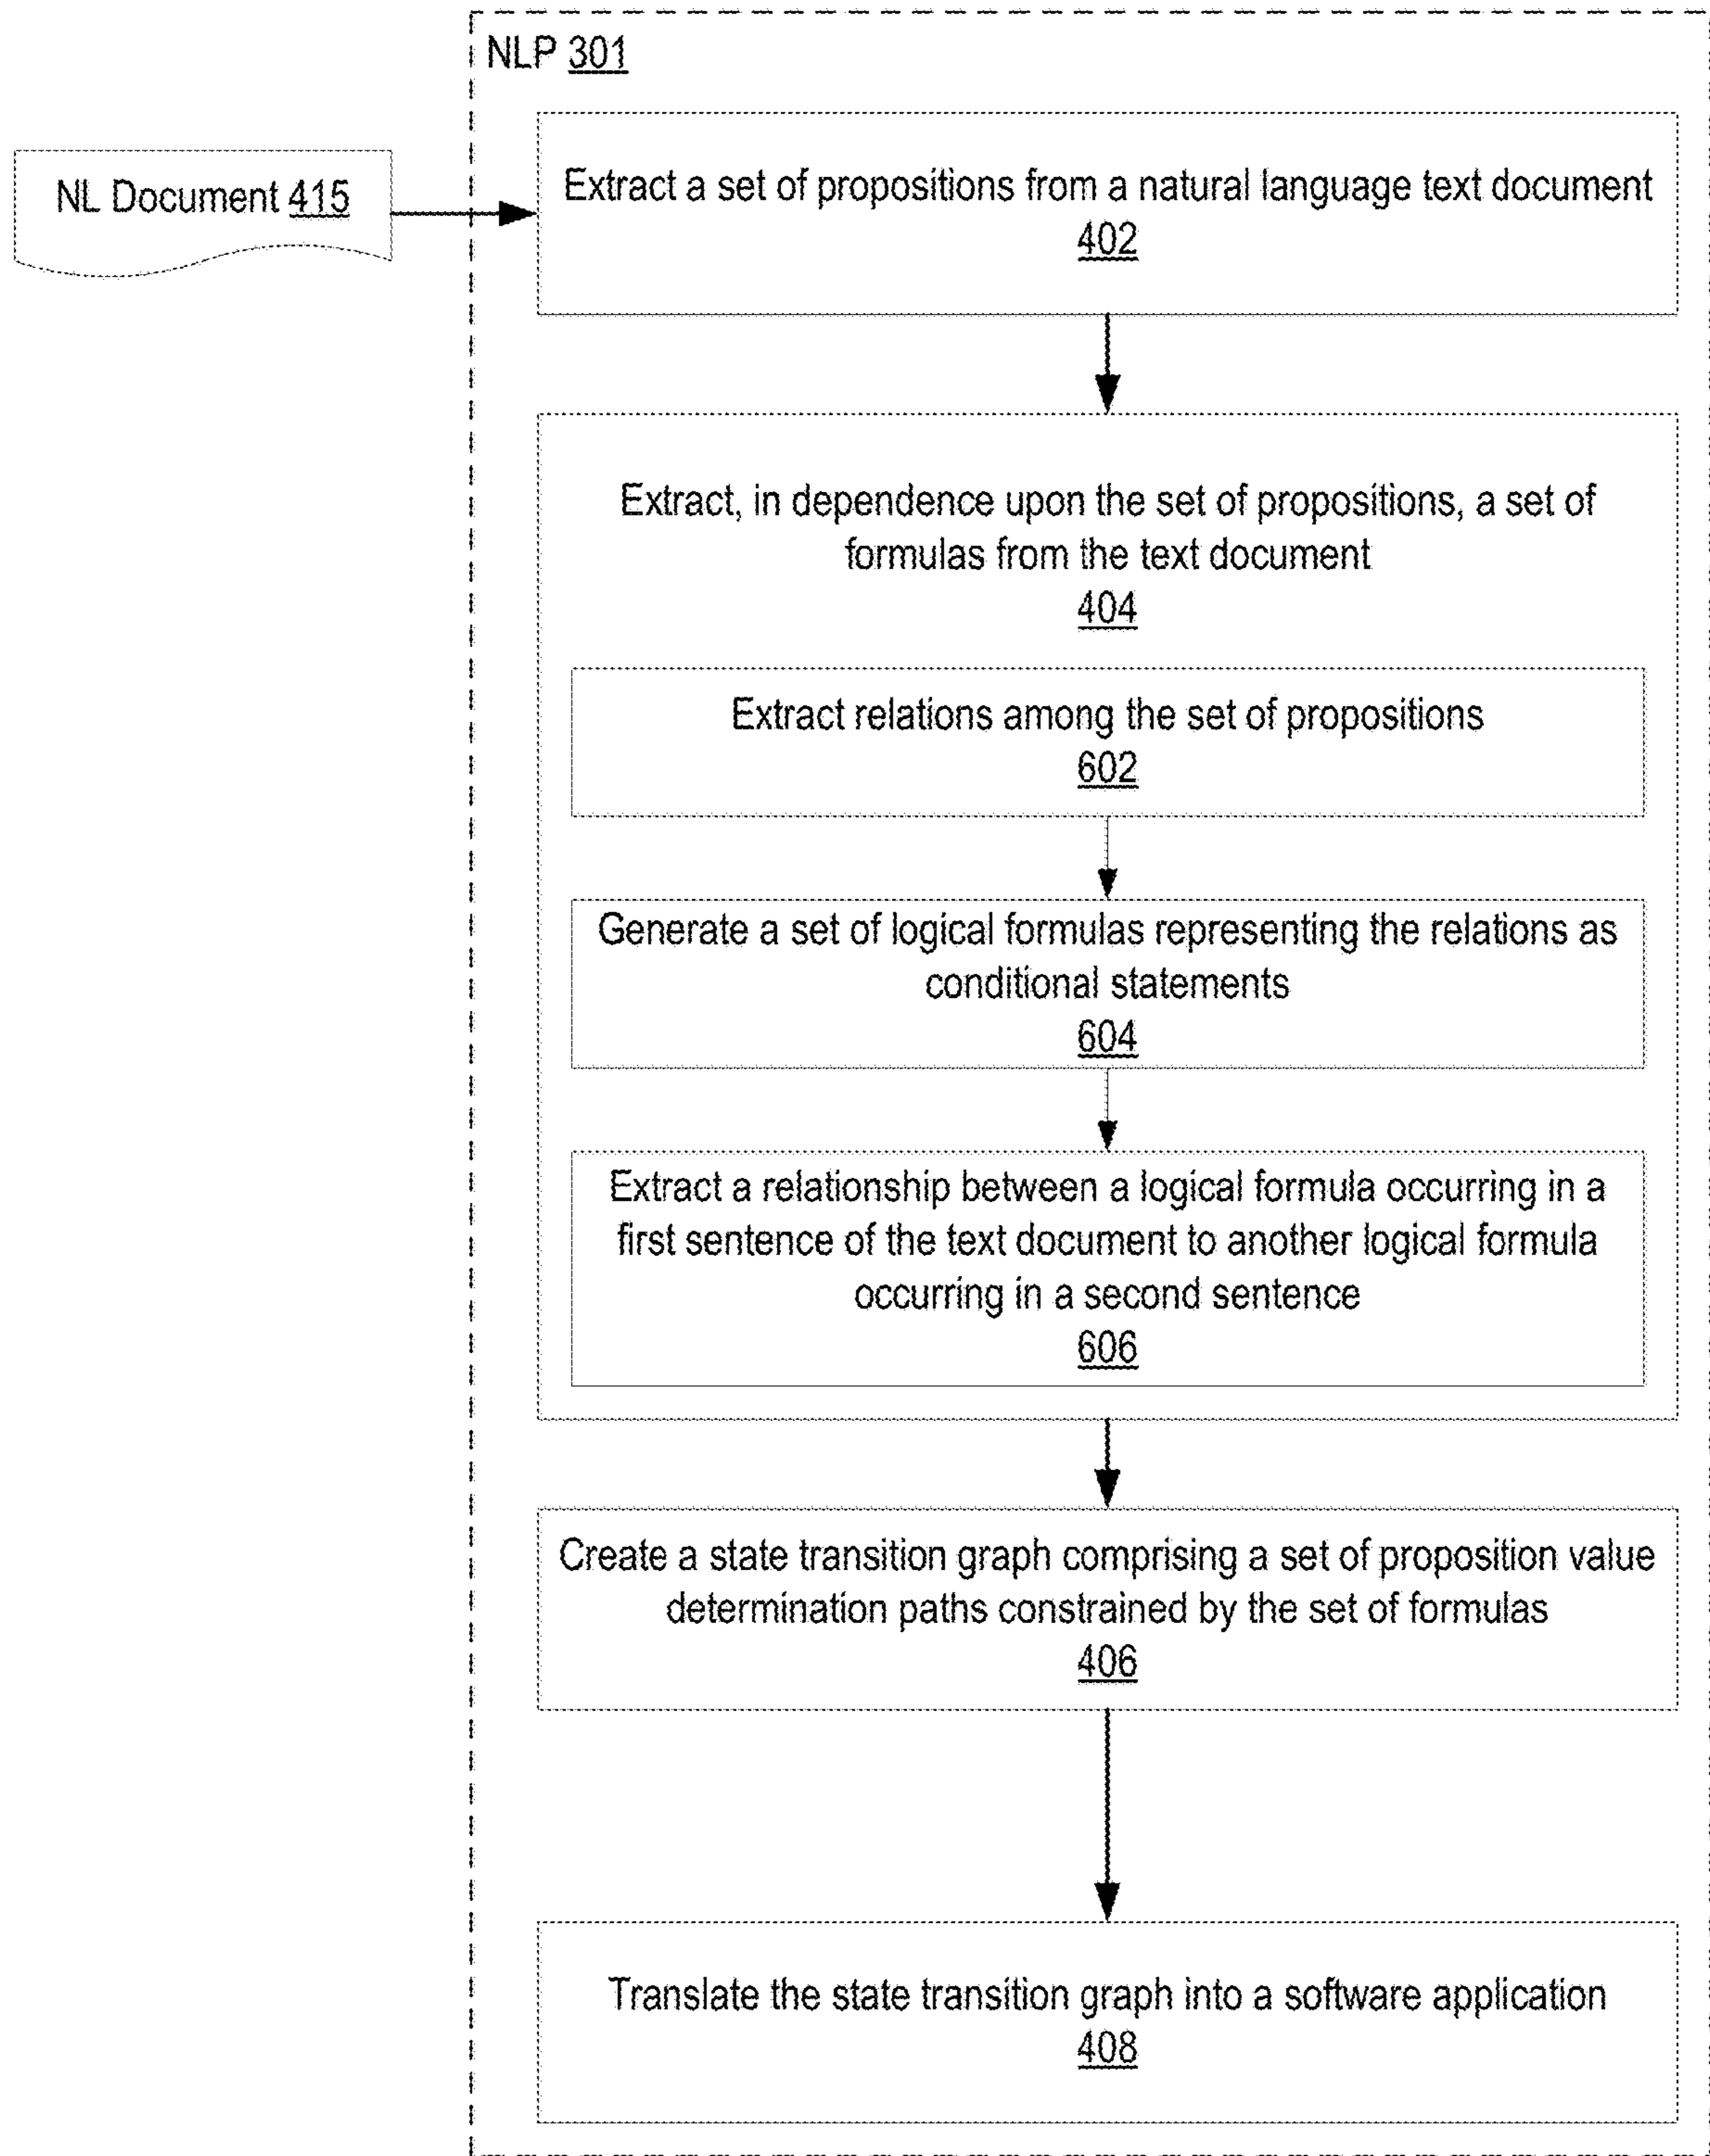 NLP 301
NL Document 415
Extract a set of propositions from a natural language text document
402
Extract, in dependence upon the set of propositions, a set of
formulas from the text document
404
Extract relations among the set of propositions
602
Generate a set of logical formulas representing the relations as
conditional statements
604
Extract a relationship between a logical formula occurring in a
first sentence of the text document to another logical formula
occurring in a second sentence
606
Create a state transition graph comprising a set of proposition value
determination paths constrained by the set of formulas
406
Translate the state transition graph into a software application
408